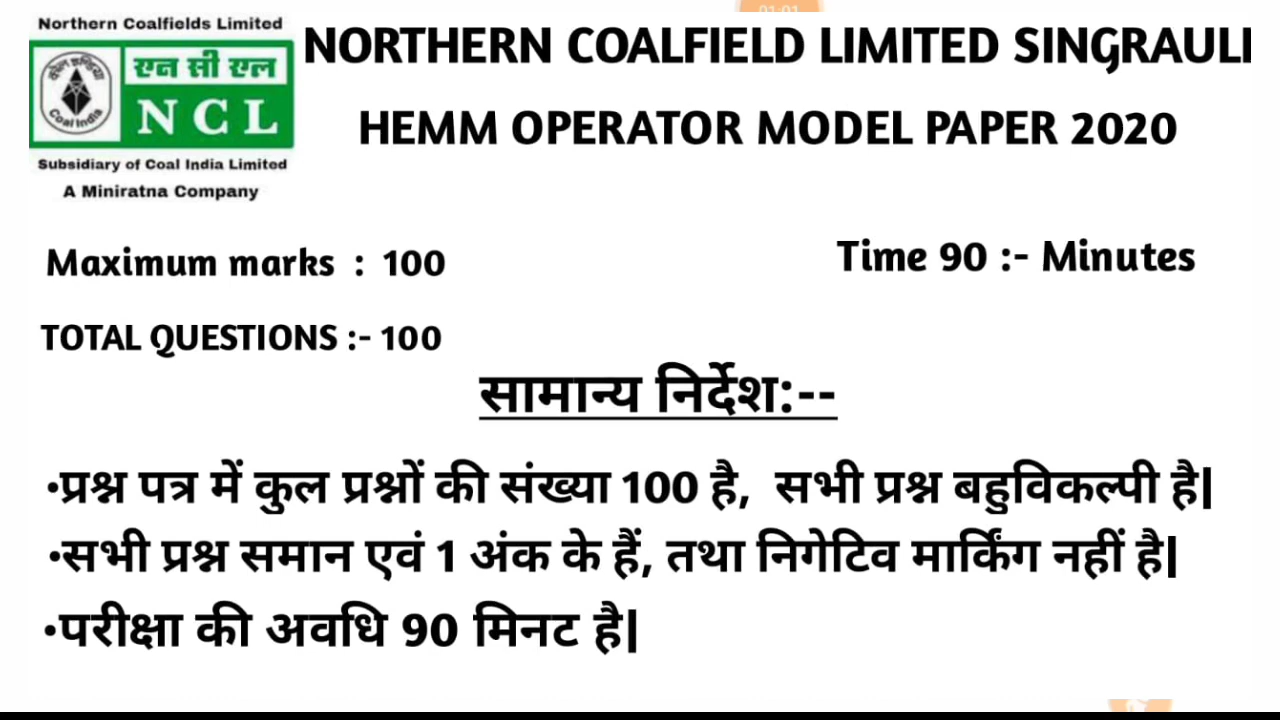 Northern Coalfields Limited
एन सी एल
NCL
Coal India
Subsidiary of Coal India Limited
A Miniratna Company
01:01
NORTHERN COALFIELD LIMITED SINGRAULI
HEMM OPERATOR MODEL PAPER 2020
Maximum marks : 100
Time 90 :- Minutes
TOTAL QUESTIONS :- 100
सामान्य निर्देश:--
•प्रश्न पत्र में कुल प्रश्नों की संख्या 100 है, सभी प्रश्न बहुविकल्पी है|
•सभी प्रश्न समान एवं 1 अंक के हैं, तथा निगेटिव मार्किंग नहीं है|
•परीक्षा की अवधि 90 मिनट है|